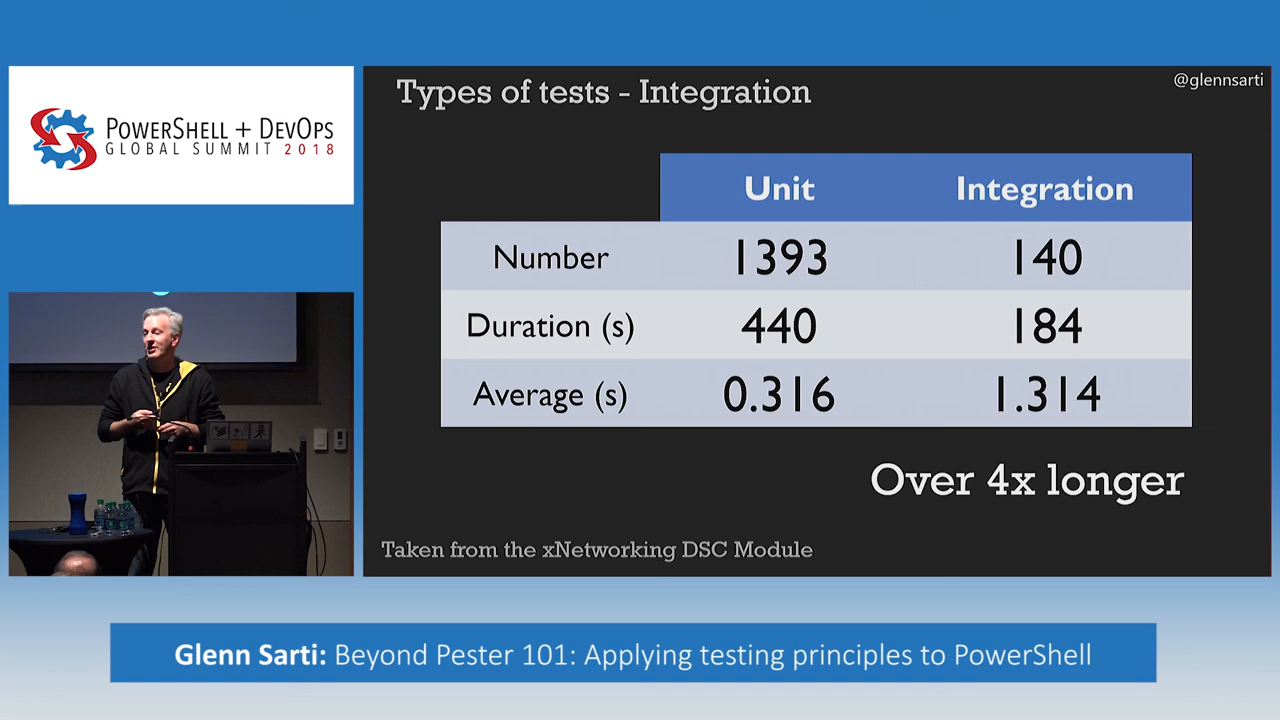 POWERSHELL + DEVOPS
GLOBAL SUMMIT 2018
@glennsarti
Types of tests - Integration
Unit Integration
Number 1393 140
Duration (s) 440 184
Average (s) 0.316 1.314
Over 4x longer
Taken from the xNetworking DSC Module
Glenn Sarti: Beyond Pester 101: Applying testing principles to PowerShell